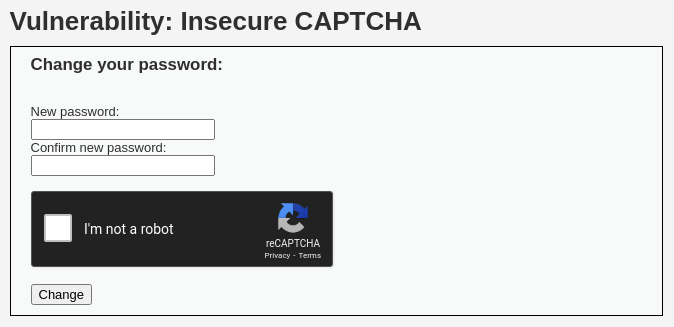 Vulnerability: Insecure CAPTCHA
Change your password:
New password:
Confirm new password:
I'm not a robot
reCAPTCHA
Privacy - Terms
Change